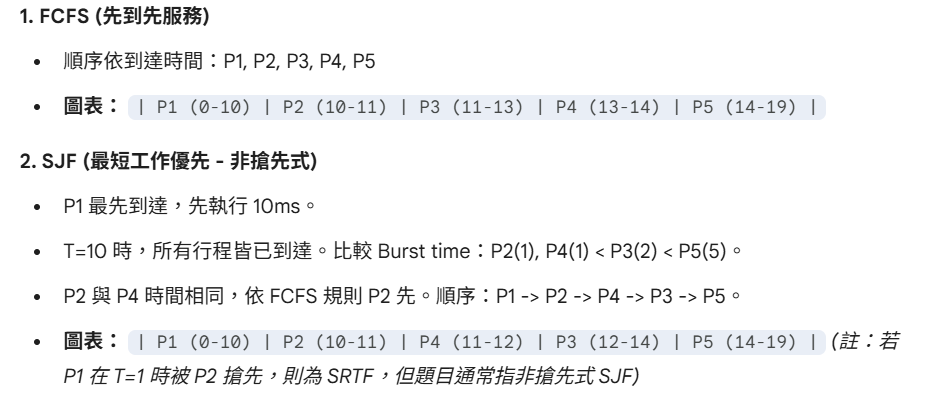 1. FCFS (先到先服務)
• 順序依到達時間：P1, P2, P3, P4, P5
• 圖表： | P1 (0-10) | P2 (10-11) | P3 (11-13) | P4 (13-14) | P5 (14-19) |
2. SJF (最短工作優先 - 非搶先式)
• P1 最先到達，先執行 10ms。
• T=10 時，所有行程皆已到達。比較 Burst time：P2(1), P4(1) < P3(2) < P5(5)。
• P2 與 P4 時間相同，依 FCFS 規則 P2 先。順序：P1 -> P2 -> P4 -> P3 -> P5。
• 圖表： | P1 (0-10) | P2 (10-11) | P4 (11-12) | P3 (12-14) | P5 (14-19) | (註：若
P1 在 T=1 時被 P2 搶先，則為 SRTF，但題目通常指非搶先式 SJF)